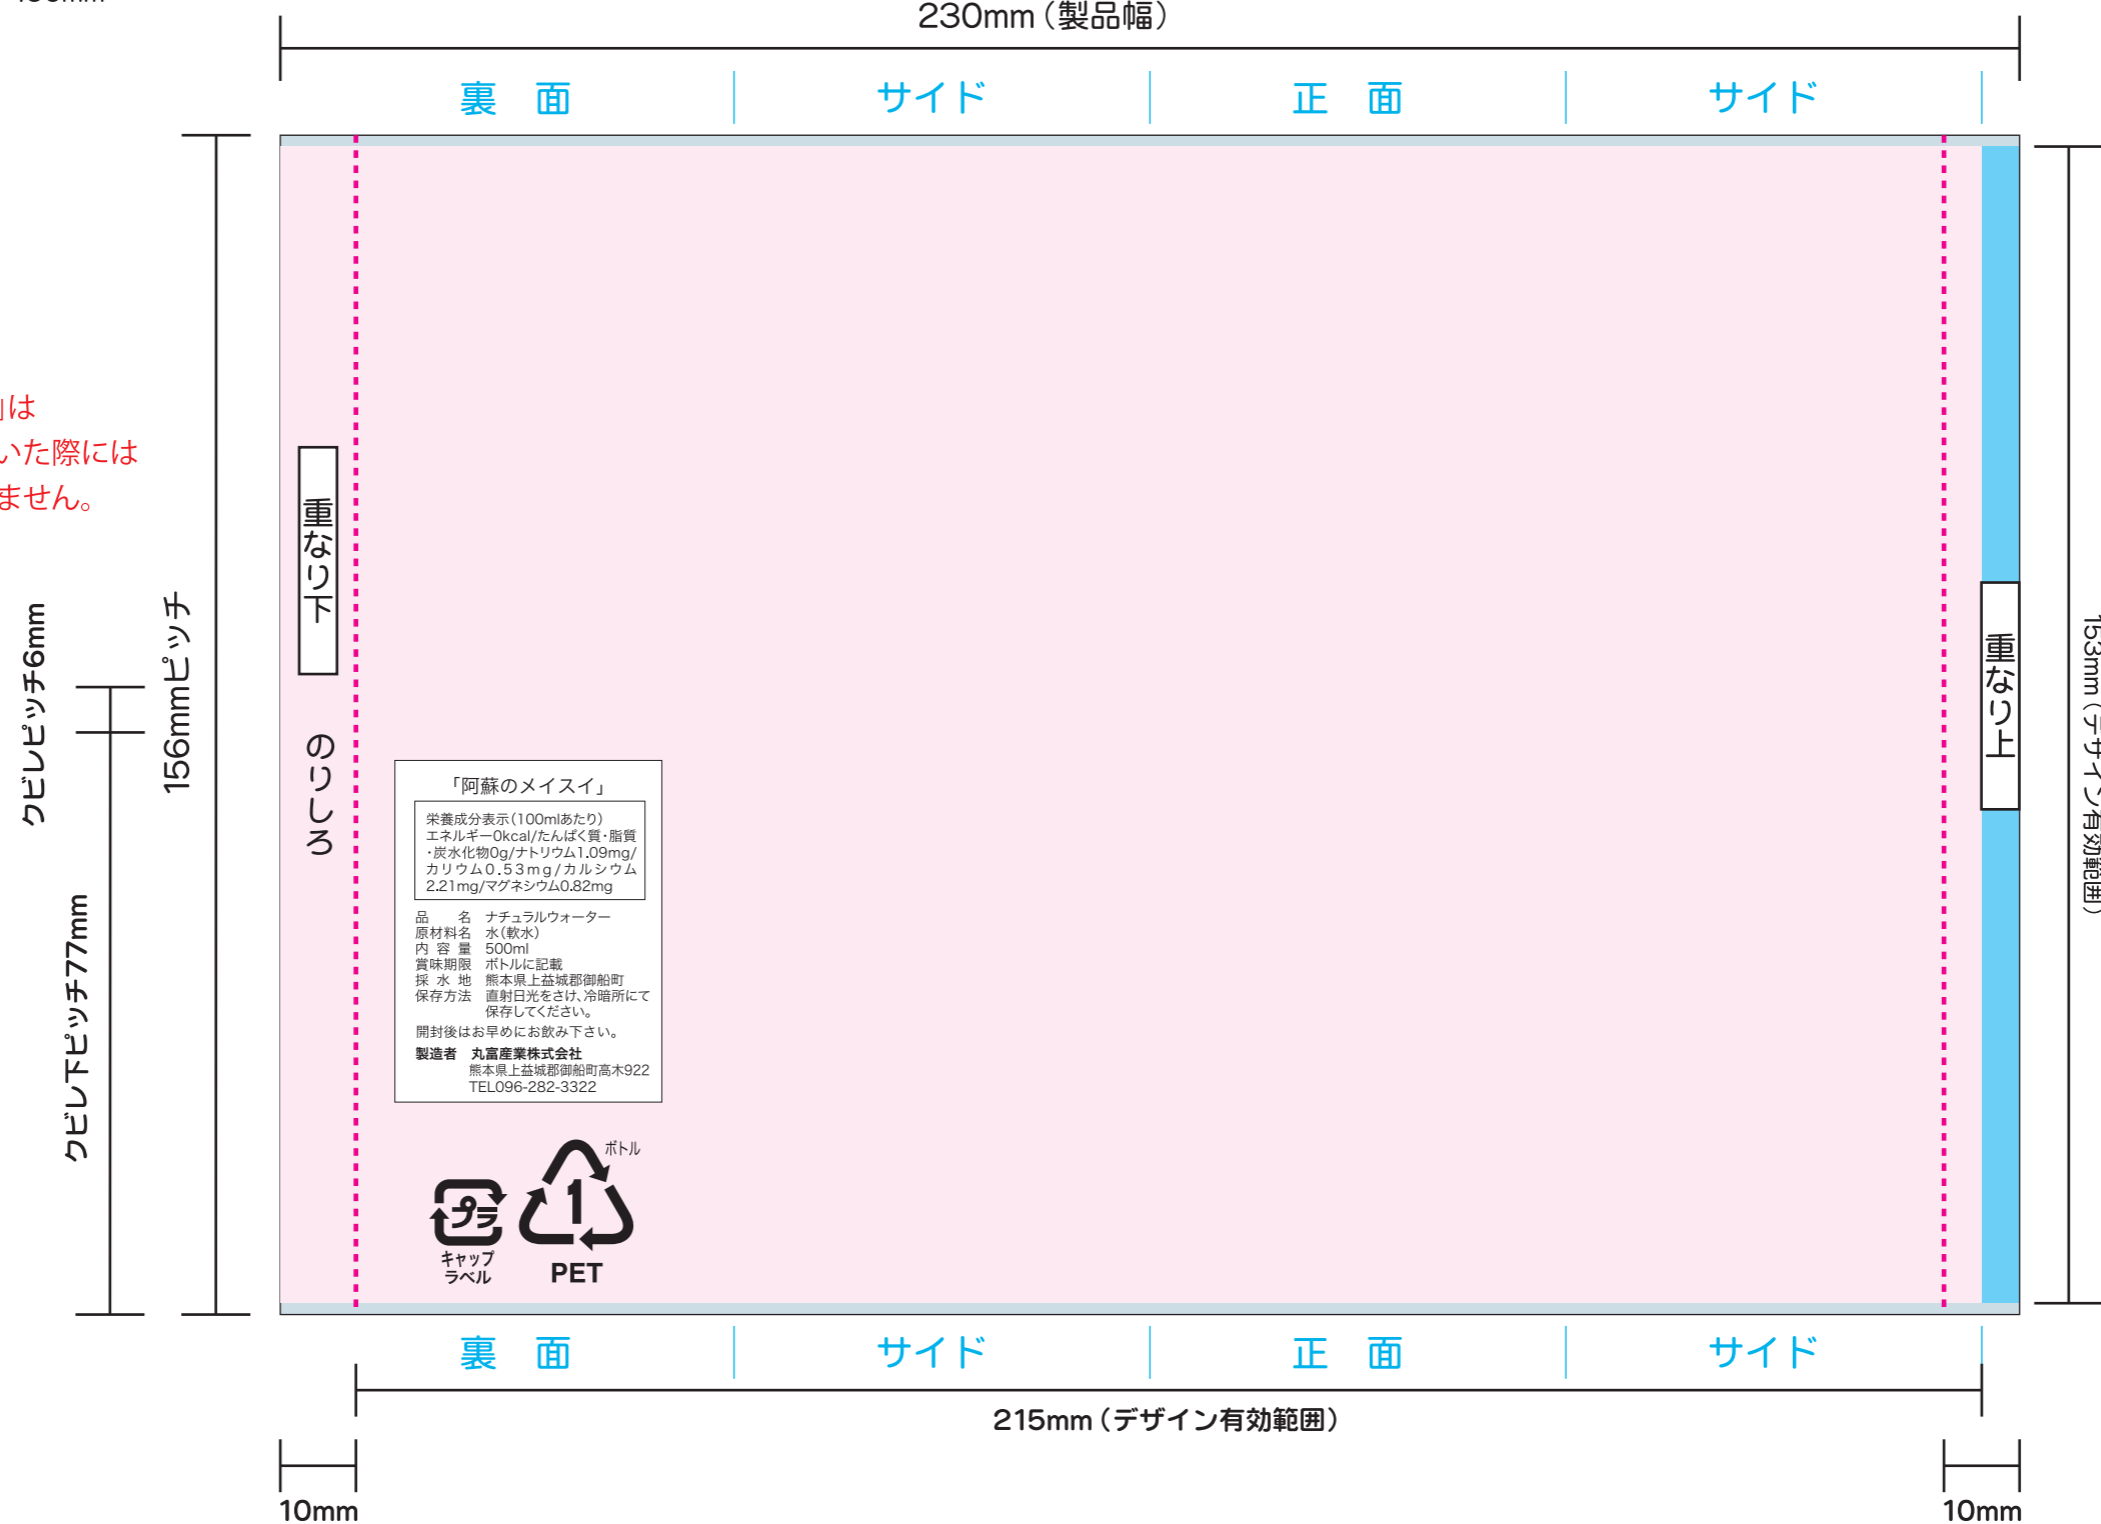 230mm（製品幅）
裏　面
サイド
正　面
サイド
は
いた際には
ません。
クビレピッチ6mm
156mmピッチ
クビレ下ピッチ77mm
重なり下
のりしろ
重なり上
153mm（デザイン有効範囲）
「阿蘇のメイスイ」
栄養成分表示（100mlあたり）
エネルギー0kcal/たんぱく質・脂質
・炭水化物0g/ナトリウム1.09mg/
カリウム0.53mg/カルシウム
2.21mg/マグネシウム0.82mg
品　　名　ナチュラルウォーター
原材料名　水（軟水）
内 容 量　500ml
賞味期限　ボトルに記載
採 水 地　熊本県上益城郡御船町
保存方法　直射日光をさけ、冷暗所にて
保存してください。
開封後はお早めにお飲み下さい。
製造者　丸富産業株式会社
熊本県上益城郡御船町高木922
TEL096-282-3322
プラ
キャップ
ラベル
ボトル
1
PET
裏　面
サイド
正　面
サイド
215mm（デザイン有効範囲）
10mm
10mm